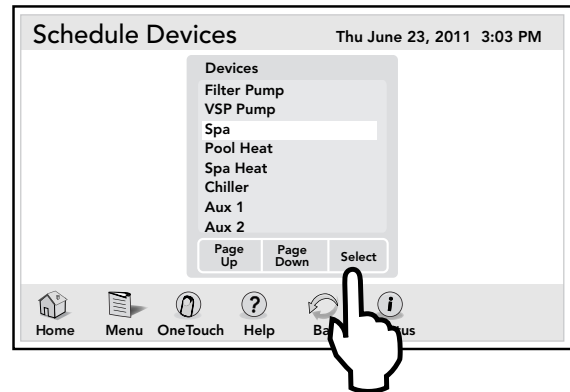 Schedule Devices Thu June 23, 2011 3:03 PM
Devices
Filter Pump
VSP Pump
Spa
Pool Heat
Spa Heat
Chiller
Aux 1
Aux 2
Page Up Page Down Select
Home Menu OneTouch Help